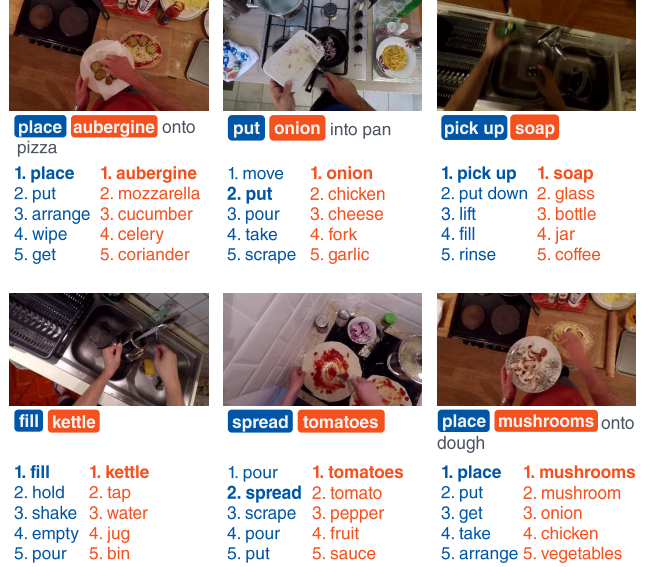 place aubergine onto
pizza
1. place 1. aubergine
2. put 2. mozzarella
3. arrange 3. cucumber
4. wipe 4. celery
5. get 5. coriander
put onion into pan
1. move 1. onion
2. put 2. chicken
3. pour 3. cheese
4. take 4. fork
5. scrape 5. garlic
pick up soap
1. pick up 1. soap
2. put down 2. glass
3. lift 3. bottle
4. fill 4. jar
5. rinse 5. coffee
fill kettle
1. fill 1. kettle
2. hold 2. tap
3. shake 3. water
4. empty 4. jug
5. pour 5. bin
spread tomatoes
1. pour 1. tomatoes
2. spread 2. tomato
3. scrape 3. pepper
4. pour 4. fruit
5. put 5. sauce
place mushrooms onto
dough
1. place 1. mushrooms
2. put 2. mushroom
3. get 3. onion
4. take 4. chicken
5. arrange 5. vegetables